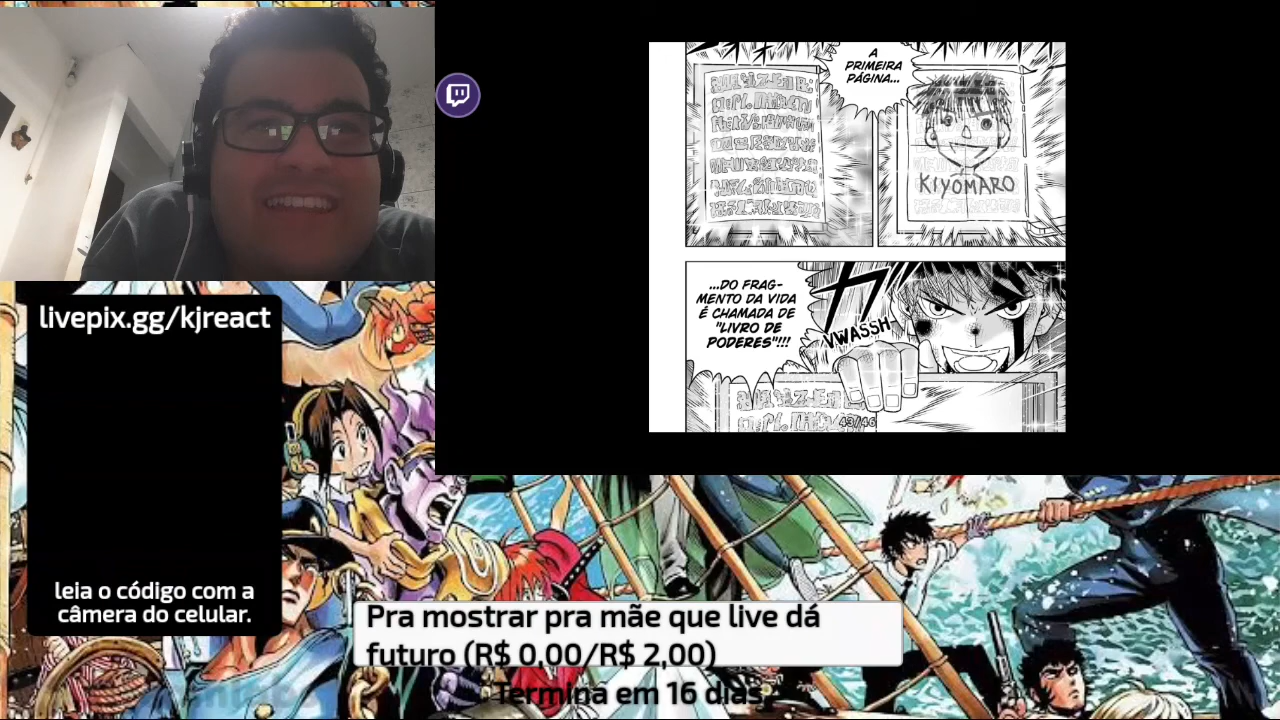 livepix.gg/kjreact
leia o código com a
câmera do celular.
A
PRIMEIRA
PÁGINA...
KIYOMARO
...DO FRAG-
MENTO DA VIDA
É CHAMADA DE
"LIVRO DE
PODERES"!!!
VWASSH
43/46
Pra mostrar pra mãe que live dá
futuro (R$ 0,00/R$ 2,00)
Termina em 16 dias